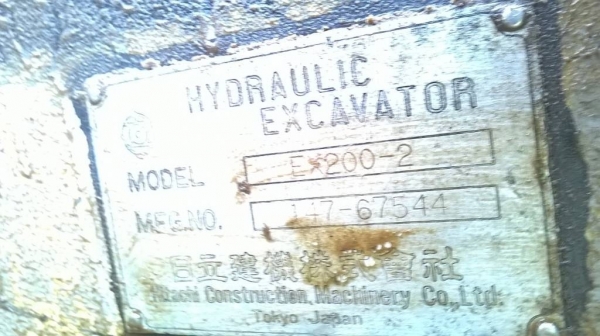 HYDRAULIC
EXCAVATOR
MODEL EX200-2
MFG.NO. 147-67544
日立建機株式會社
Hitachi Construction Machinery Co., Ltd.
Tokyo Japan